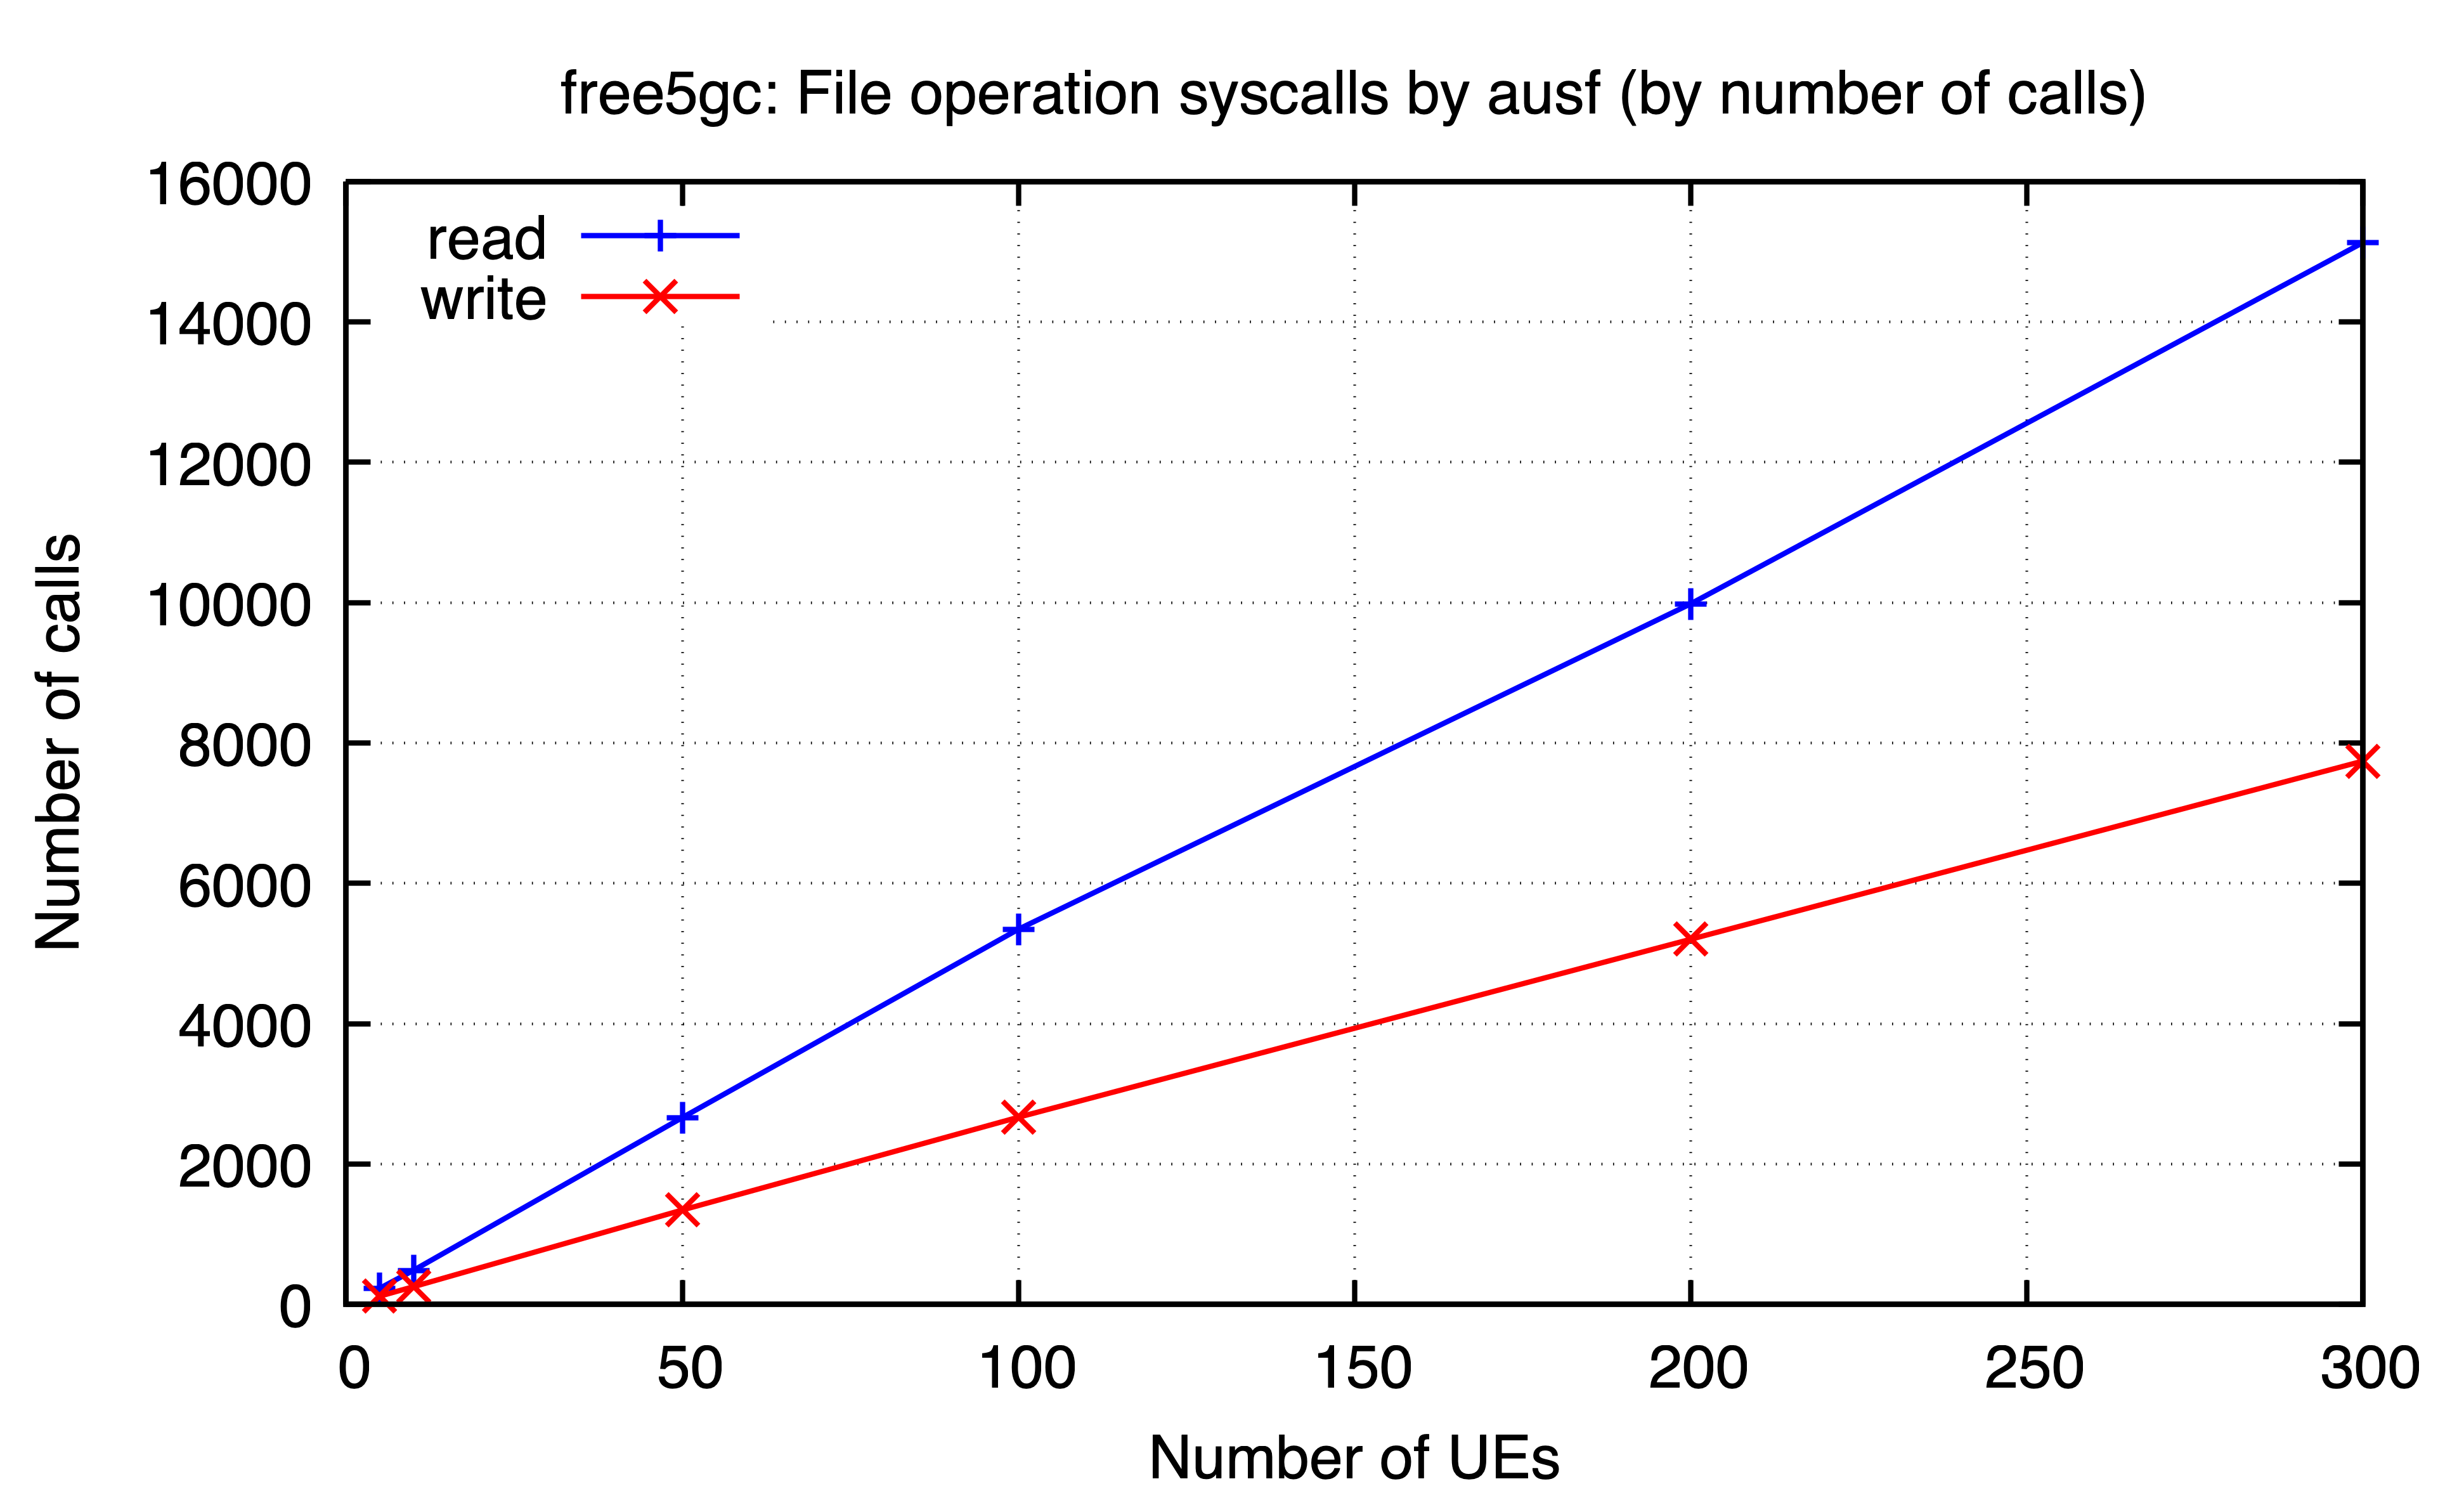 free5gc: File operation syscalls by ausf (by number of calls)
16000
14000
12000
10000
8000
6000
4000
2000
0
read
write
Number of calls
0 50 100 150 200 250 300
Number of UEs